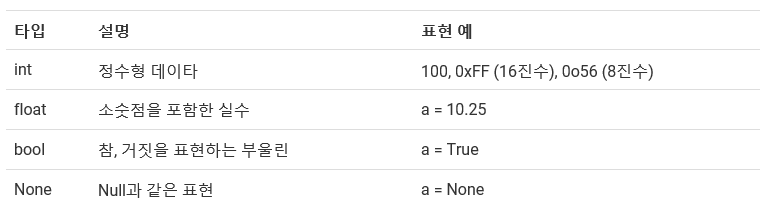 타입 설명 표현 예
int 정수형 데이타 100, 0xFF (16진수), 0o56 (8진수)
float 소숫점을 포함한 실수 a = 10.25
bool 참, 거짓을 표현하는 부울린 a = True
None Null과 같은 표현 a = None